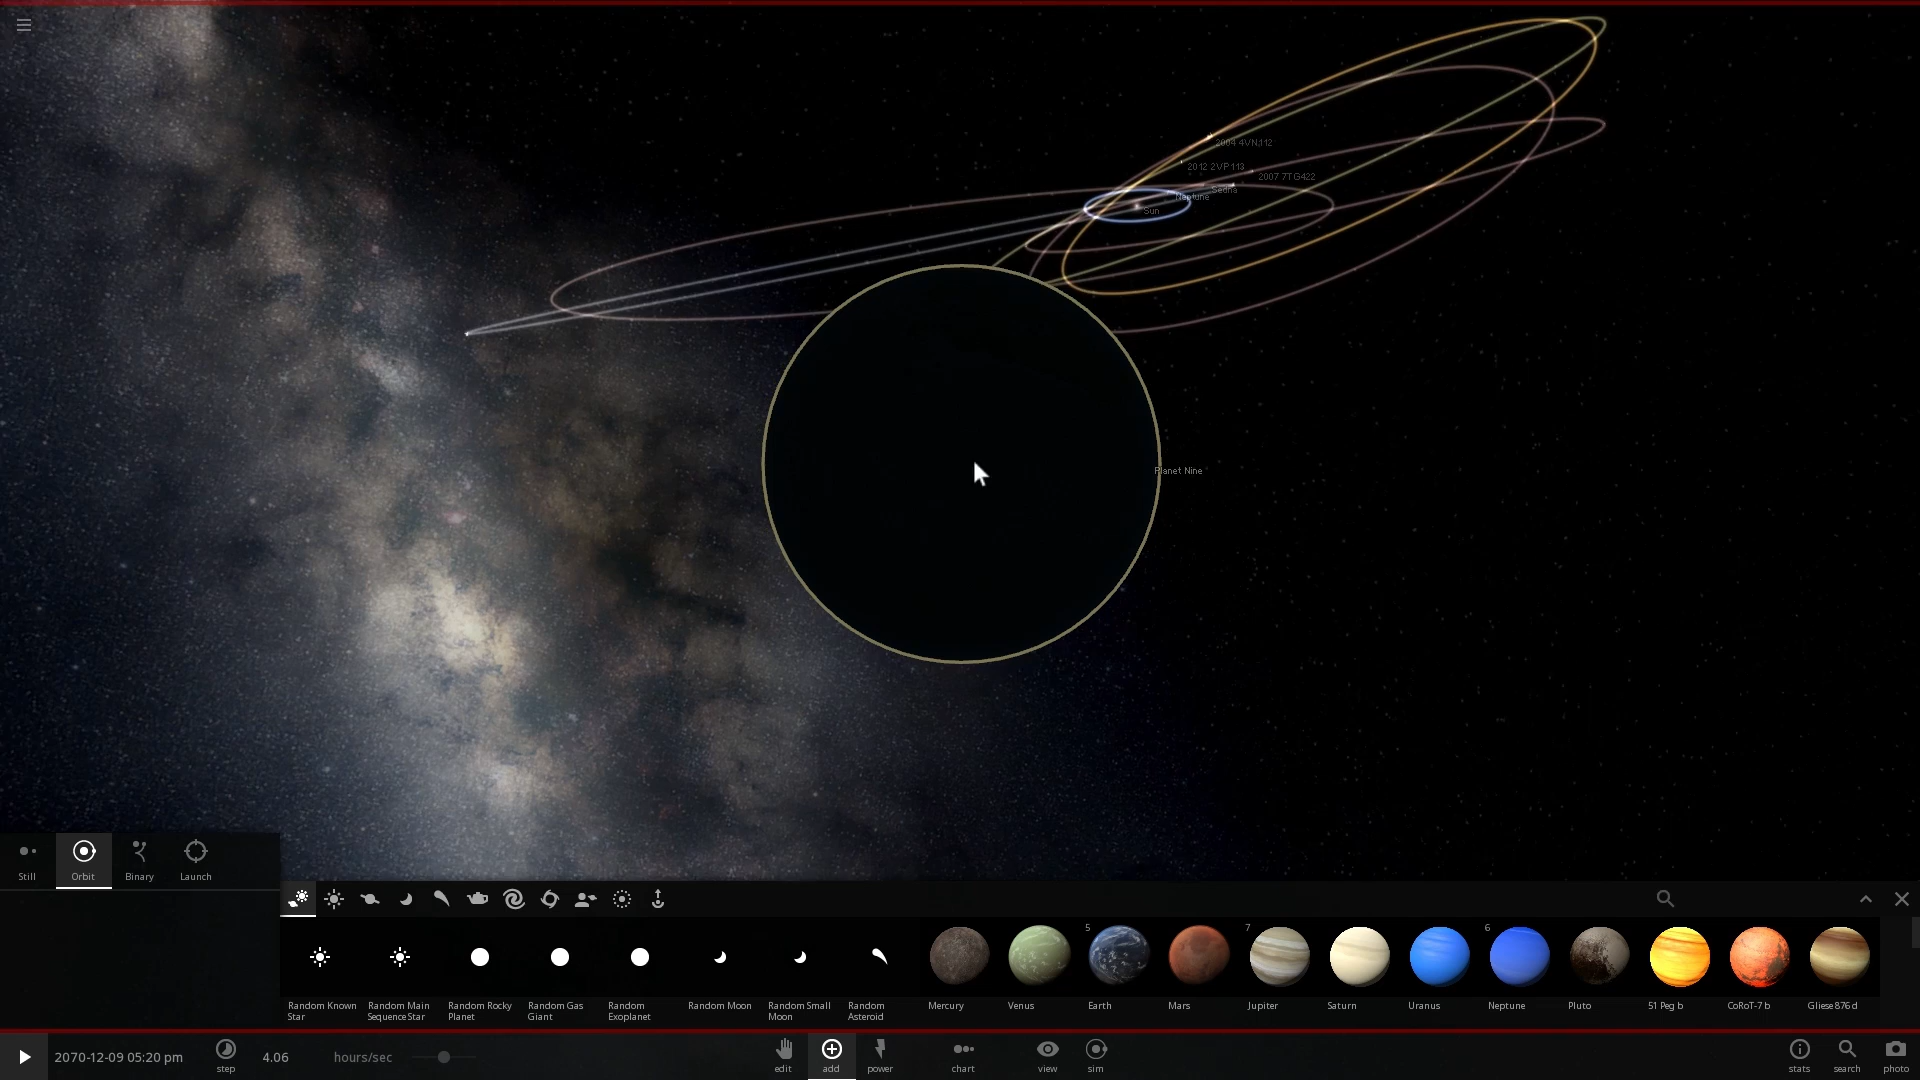 2004 4VN112
2012 2VP113
2007 7TG422
Sedna
Neptune
Sun
Planet Nine
Still
Orbit
Binary
Launch
5
7
6
Random Known
Star
Random Main
Sequence Star
Random Rocky
Planet
Random Gas
Giant
Random
Exoplanet
Random Moon
Random Small
Moon
Random
Asteroid
Mercury
Venus
Earth
Mars
Jupiter
Saturn
Uranus
Neptune
Pluto
51 Peg b
CoRoT-7 b
Gliese 876 d
2070-12-09 05:20 pm
step
4.06
hours/sec
edit
add
power
chart
view
sim
stats
search
photo